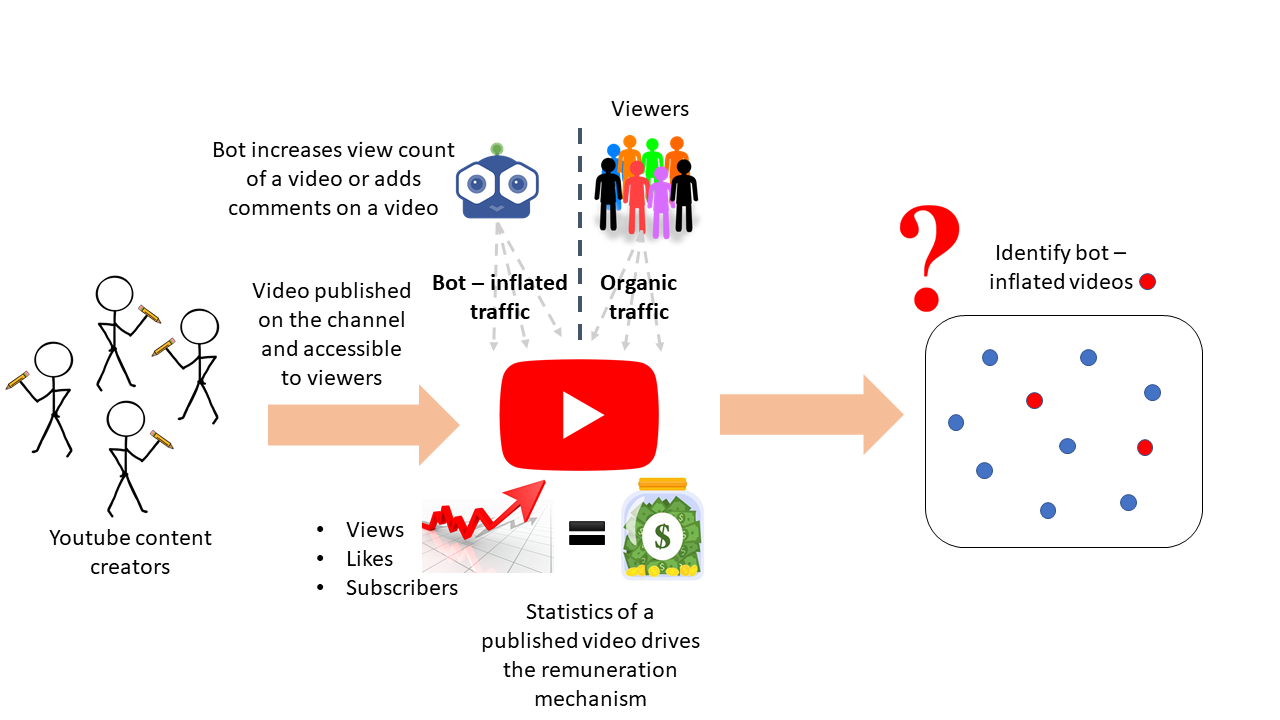 Viewers
Bot increases view count
of a video or adds
comments on a video
Bot – inflated
traffic
Organic
traffic
Video published
on the channel
and accessible
to viewers
Youtube content
creators
• Views
• Likes
• Subscribers
$
Statistics of a
published video drives
the remuneration
mechanism
?
Identify bot –
inflated videos